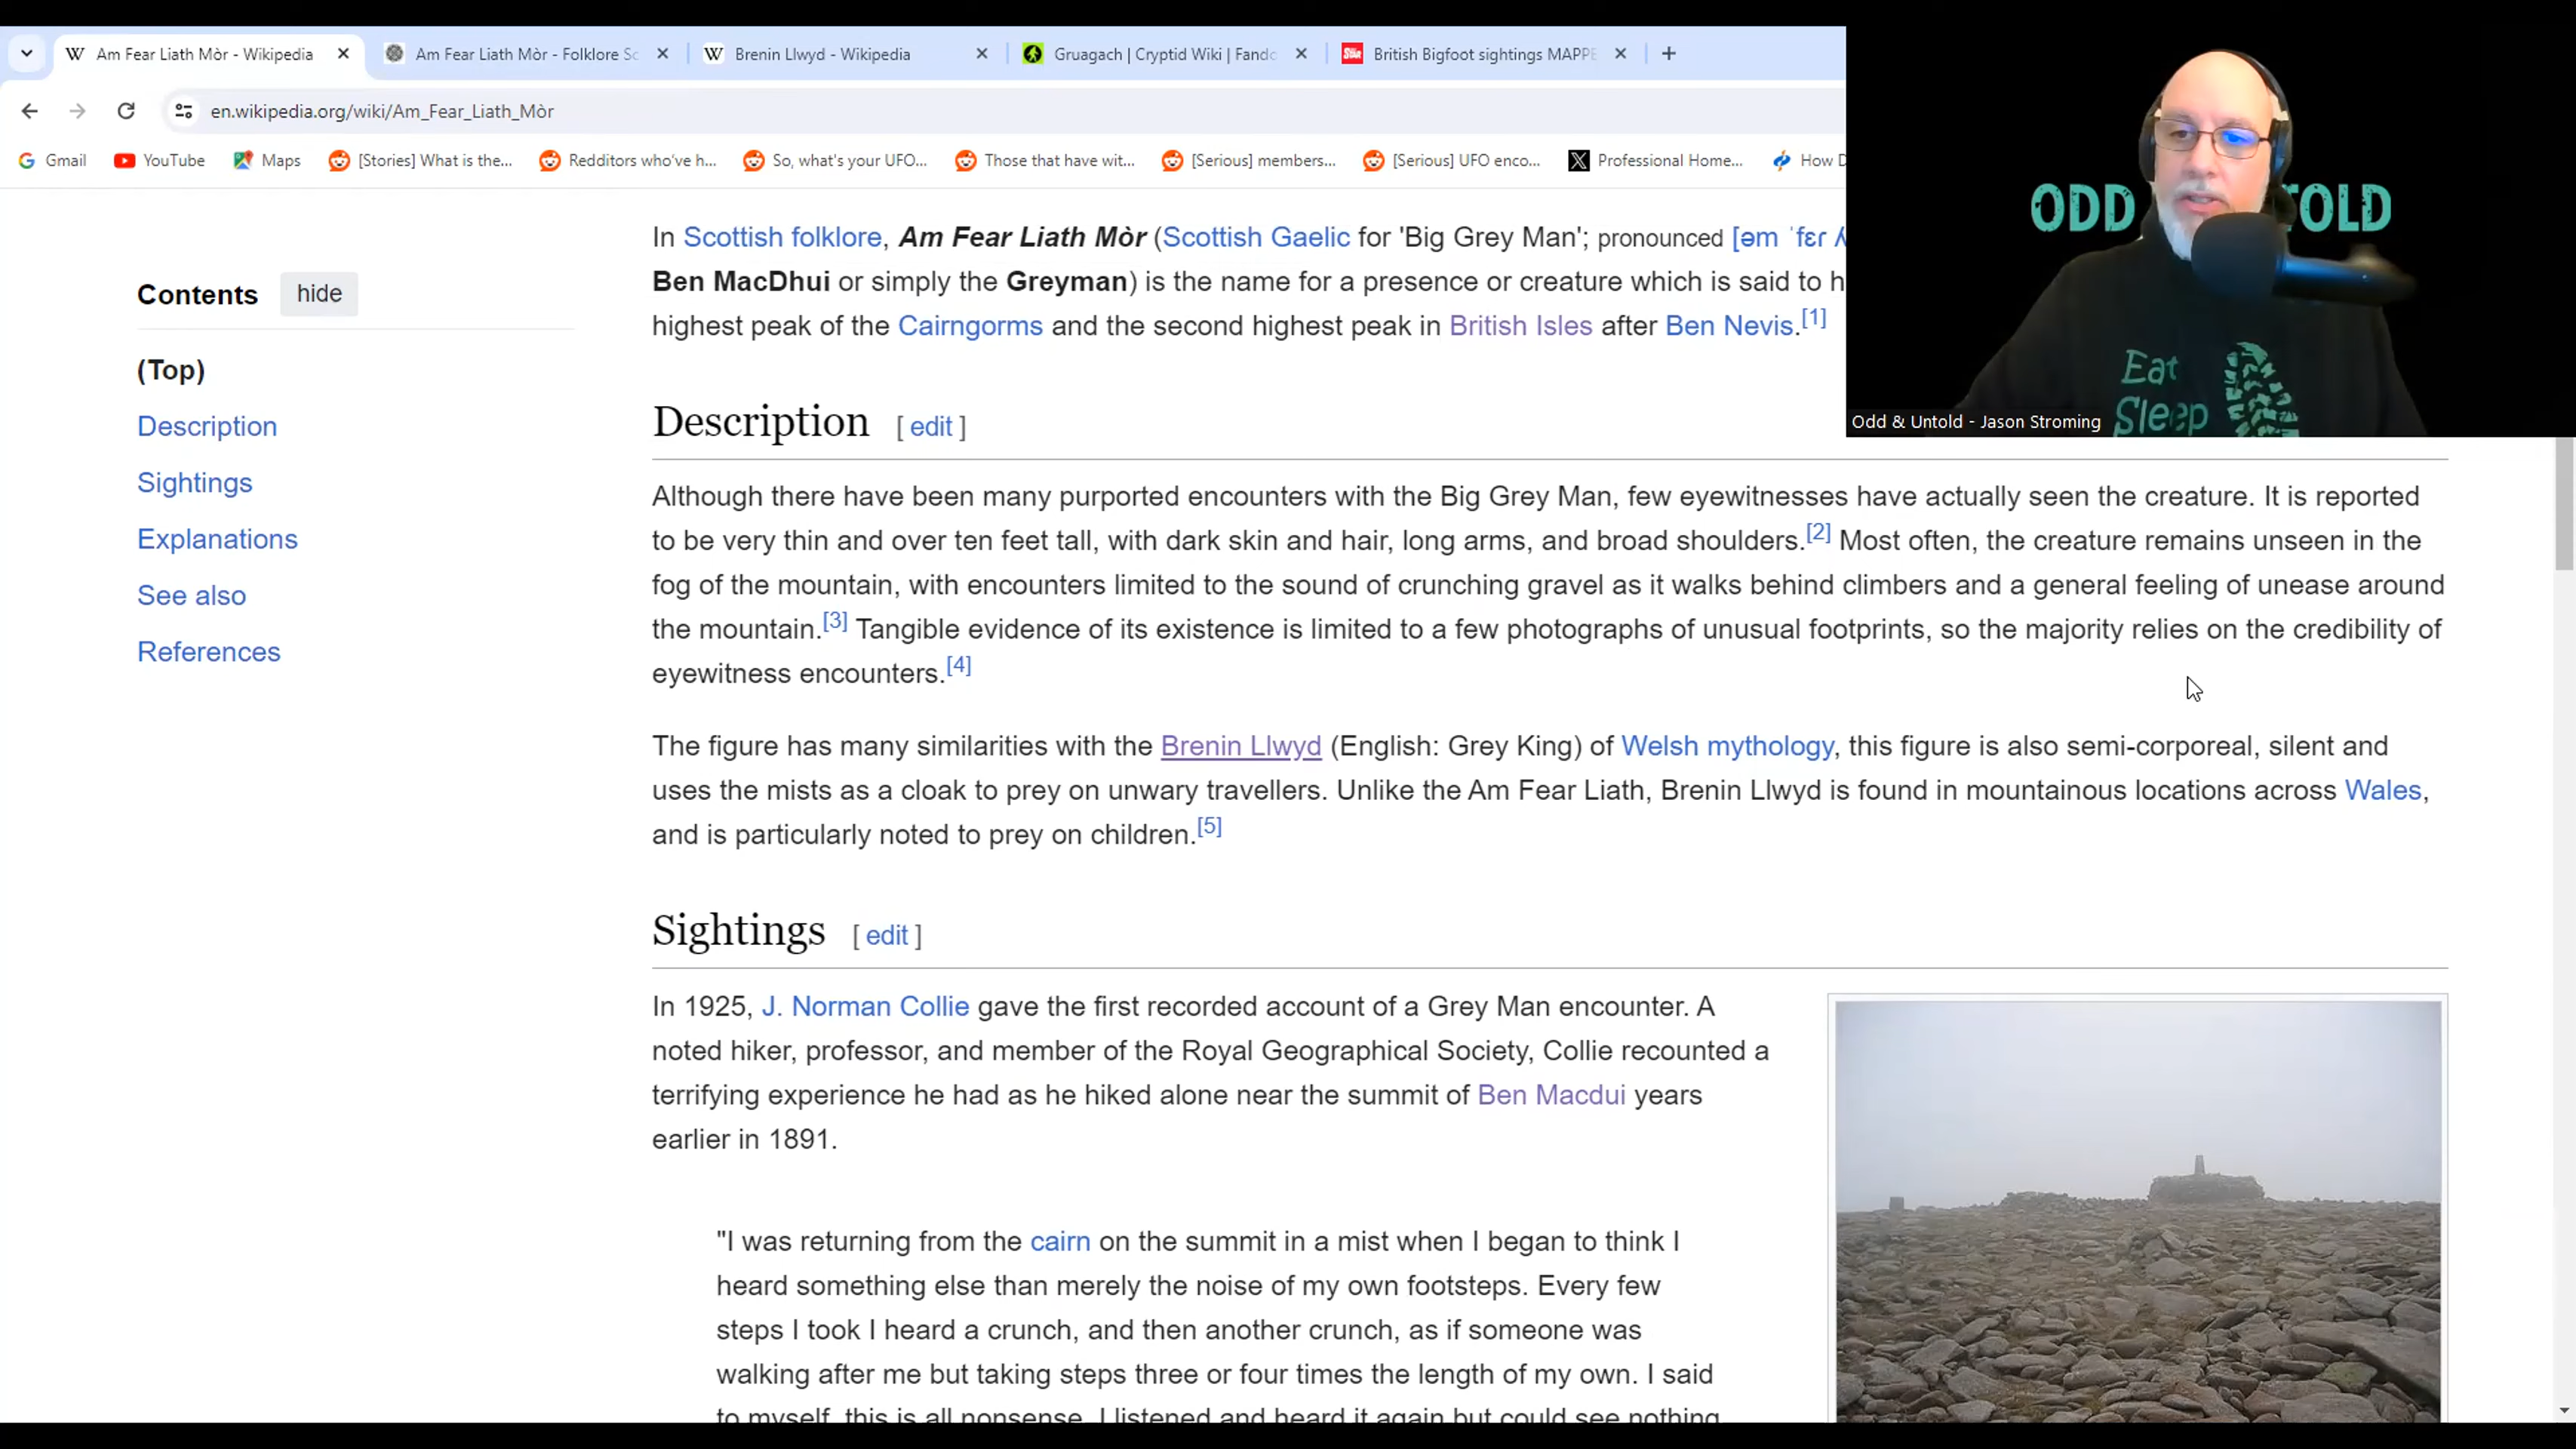 Am Fear Liath Mòr - Wikipedia
Am Fear Liath Mòr - Folklore Sc
Brenin Llwyd - Wikipedia
Gruagach | Cryptid Wiki | Fando
British Bigfoot sightings MAPPE
en.wikipedia.org/wiki/Am_Fear_Liath_Mòr
Gmail
YouTube
Maps
[Stories] What is the...
Redditors who've h...
So, what's your UFO...
Those that have wit...
[Serious] members...
[Serious] UFO enco...
Professional Home...
How D
ODD
TOLD
Eat
Sleep
Odd & Untold - Jason Stroming
Contents hide
(Top)
Description
Sightings
Explanations
See also
References
In Scottish folklore, Am Fear Liath Mòr (Scottish Gaelic for 'Big Grey Man'; pronounced [əm ˈfɛɾ ʎ
Ben MacDhui or simply the Greyman) is the name for a presence or creature which is said to h
highest peak of the Cairngorms and the second highest peak in British Isles after Ben Nevis.[1]
Description [ edit ]
Although there have been many purported encounters with the Big Grey Man, few eyewitnesses have actually seen the creature. It is reported
to be very thin and over ten feet tall, with dark skin and hair, long arms, and broad shoulders.[2] Most often, the creature remains unseen in the
fog of the mountain, with encounters limited to the sound of crunching gravel as it walks behind climbers and a general feeling of unease around
the mountain.[3] Tangible evidence of its existence is limited to a few photographs of unusual footprints, so the majority relies on the credibility of
eyewitness encounters.[4]
The figure has many similarities with the Brenin Llwyd (English: Grey King) of Welsh mythology, this figure is also semi-corporeal, silent and
uses the mists as a cloak to prey on unwary travellers. Unlike the Am Fear Liath, Brenin Llwyd is found in mountainous locations across Wales,
and is particularly noted to prey on children.[5]
Sightings [ edit ]
In 1925, J. Norman Collie gave the first recorded account of a Grey Man encounter. A
noted hiker, professor, and member of the Royal Geographical Society, Collie recounted a
terrifying experience he had as he hiked alone near the summit of Ben Macdui years
earlier in 1891.
"I was returning from the cairn on the summit in a mist when I began to think I
heard something else than merely the noise of my own footsteps. Every few
steps I took I heard a crunch, and then another crunch, as if someone was
walking after me but taking steps three or four times the length of my own. I said
to myself, this is all nonsense. I listened and heard it again but could see nothing